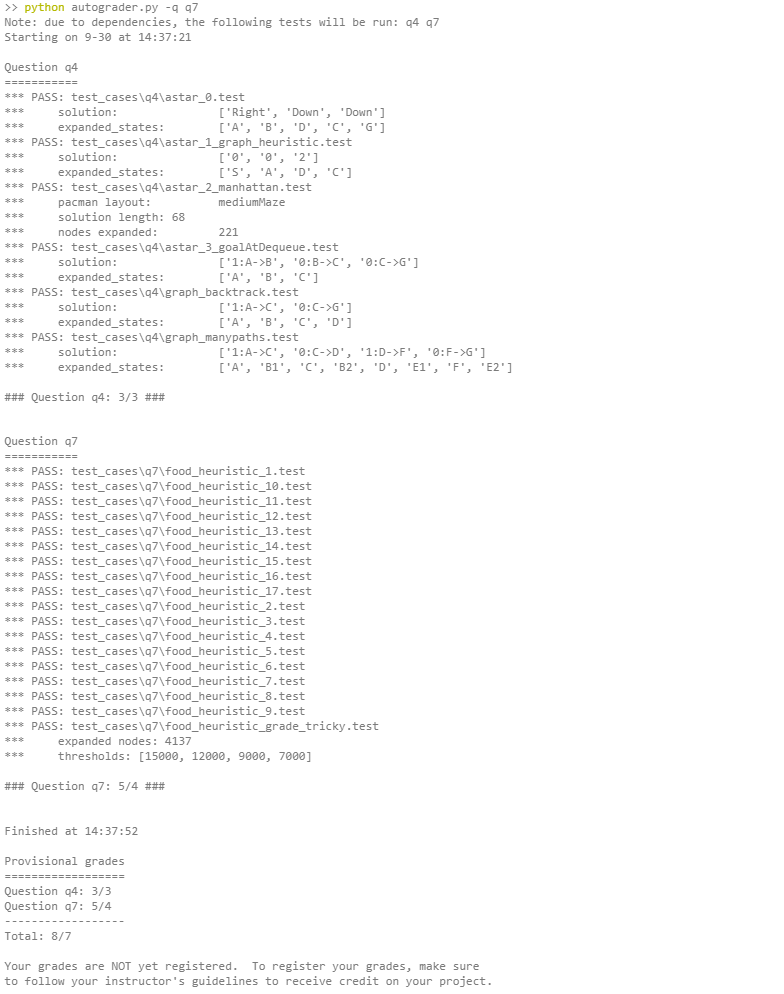 >> python autograder.py -q q7
Note: due to dependencies, the following tests will be run: q4 q7
Starting on 9-30 at 14:37:21

Question q4
===========
*** PASS: test_cases\q4\astar_0.test
***     solution:               ['Right', 'Down', 'Down']
***     expanded_states:        ['A', 'B', 'D', 'C', 'G']
*** PASS: test_cases\q4\astar_1_graph_heuristic.test
***     solution:               ['0', '0', '2']
***     expanded_states:        ['S', 'A', 'D', 'C']
*** PASS: test_cases\q4\astar_2_manhattan.test
***     pacman layout:          mediumMaze
***     solution length: 68
***     nodes expanded:         221
*** PASS: test_cases\q4\astar_3_goalAtDequeue.test
***     solution:               ['1:A->B', '0:B->C', '0:C->G']
***     expanded_states:        ['A', 'B', 'C']
*** PASS: test_cases\q4\graph_backtrack.test
***     solution:               ['1:A->C', '0:C->G']
***     expanded_states:        ['A', 'B', 'C', 'D']
*** PASS: test_cases\q4\graph_manypaths.test
***     solution:               ['1:A->C', '0:C->D', '1:D->F', '0:F->G']
***     expanded_states:        ['A', 'B1', 'C', 'B2', 'D', 'E1', 'F', 'E2']

### Question q4: 3/3 ###


Question q7
===========
*** PASS: test_cases\q7\food_heuristic_1.test
*** PASS: test_cases\q7\food_heuristic_10.test
*** PASS: test_cases\q7\food_heuristic_11.test
*** PASS: test_cases\q7\food_heuristic_12.test
*** PASS: test_cases\q7\food_heuristic_13.test
*** PASS: test_cases\q7\food_heuristic_14.test
*** PASS: test_cases\q7\food_heuristic_15.test
*** PASS: test_cases\q7\food_heuristic_16.test
*** PASS: test_cases\q7\food_heuristic_17.test
*** PASS: test_cases\q7\food_heuristic_2.test
*** PASS: test_cases\q7\food_heuristic_3.test
*** PASS: test_cases\q7\food_heuristic_4.test
*** PASS: test_cases\q7\food_heuristic_5.test
*** PASS: test_cases\q7\food_heuristic_6.test
*** PASS: test_cases\q7\food_heuristic_7.test
*** PASS: test_cases\q7\food_heuristic_8.test
*** PASS: test_cases\q7\food_heuristic_9.test
*** PASS: test_cases\q7\food_heuristic_grade_tricky.test
***     expanded nodes: 4137
***     thresholds: [15000, 12000, 9000, 7000]

### Question q7: 5/4 ###


Finished at 14:37:52

Provisional grades
==================
Question q4: 3/3
Question q7: 5/4
------------------
Total: 8/7

Your grades are NOT yet registered.  To register your grades, make sure
to follow your instructor's guidelines to receive credit on your project.